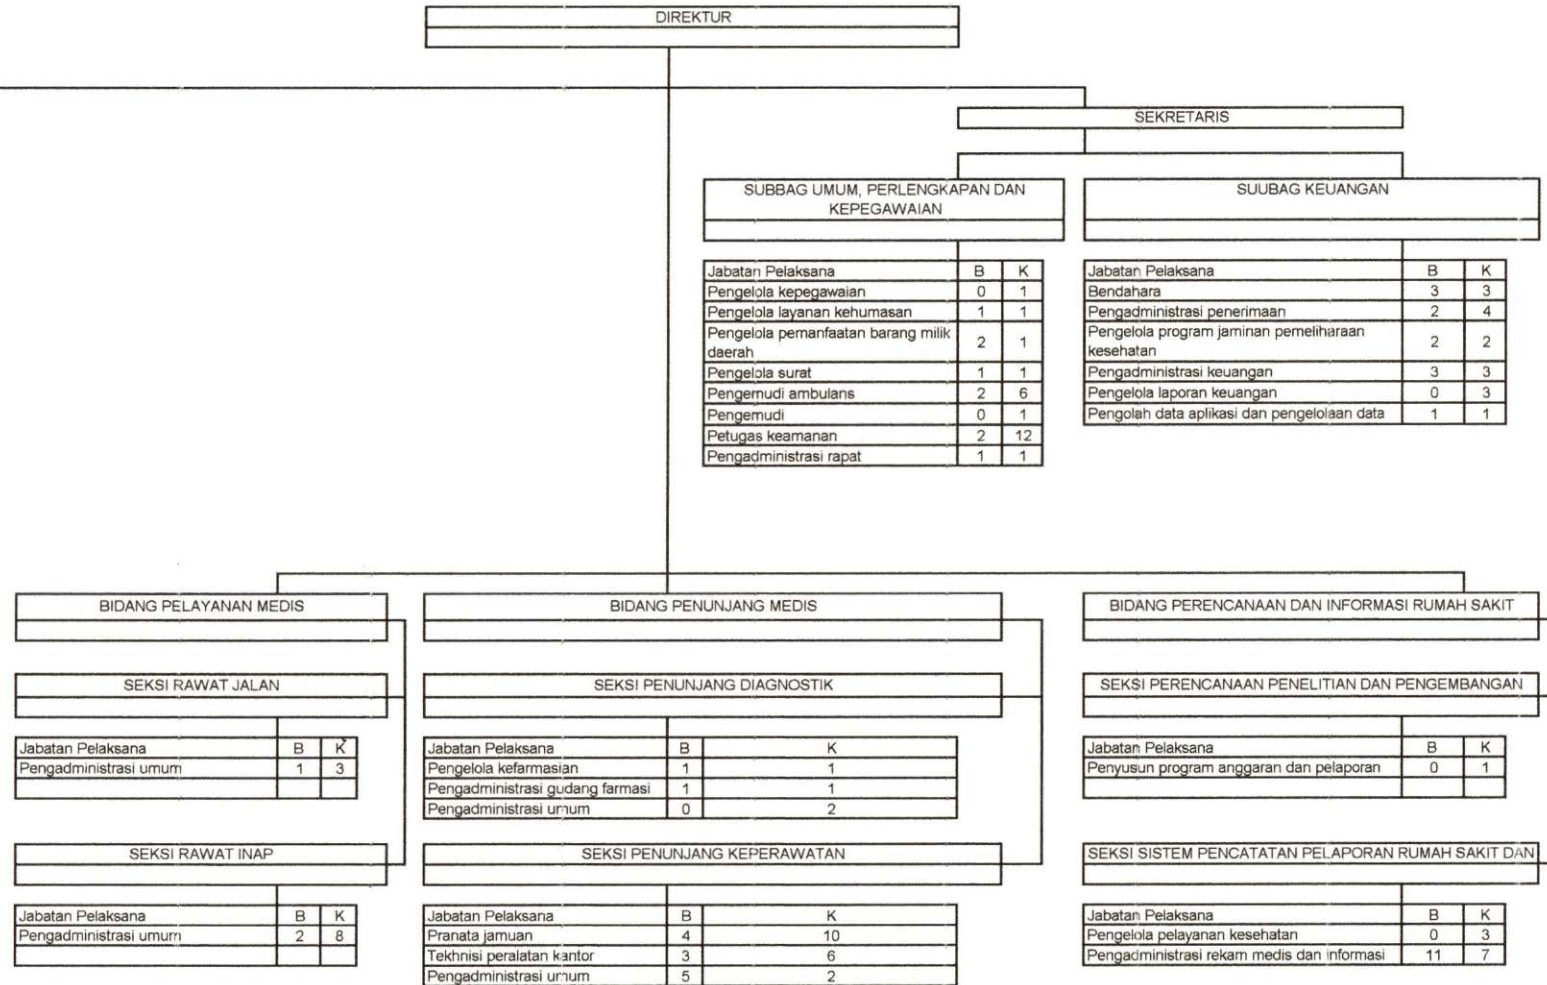 DIREKTUR
SEKRETARIS
SUBBAG UMUM, PERLENGKAPAN DAN
KEPEGAWAIAN
Jabatan Pelaksana B K
Pengelola kepegawaian 0 1
Pengelola layanan kehumasan 1 1
Pengelola pemanfaatan barang milik
daerah 2 1
Pengelola surat 1 1
Pengemudi ambulans 2 6
Pengemudi 0 1
Petugas keamanan 2 12
Pengadministrasi rapat 1 1
SUUBAG KEUANGAN
Jabatan Pelaksana B K
Bendahara 3 3
Pengadministrasi penerimaan 2 4
Pengelola program jaminan pemeliharaan
kesehatan 2 2
Pengadministrasi keuangan 3 3
Pengelola laporan keuangan 0 3
Pengolah data aplikasi dan pengelolaan data 1 1
BIDANG PELAYANAN MEDIS
SEKSI RAWAT JALAN
Jabatan Pelaksana B K
Pengadministrasi umum 1 3
SEKSI RAWAT INAP
Jabatan Pelaksana B K
Pengadministrasi umum 2 8
BIDANG PENUNJANG MEDIS
SEKSI PENUNJANG DIAGNOSTIK
Jabatan Pelaksana B K
Pengelola kefarmasian 1 1
Pengadministrasi gudang farmasi 1 1
Pengadministrasi umum 0 2
SEKSI PENUNJANG KEPERAWATAN
Jabatan Pelaksana B K
Pranata jamuan 4 10
Tekhnisi peralatan kantor 3 6
Pengadministrasi umum 5 2
BIDANG PERENCANAAN DAN INFORMASI RUMAH SAKIT
SEKSI PERENCANAAN PENELITIAN DAN PENGEMBANGAN
Jabatan Pelaksana B K
Penyusun program anggaran dan pelaporan 0 1
SEKSI SISTEM PENCATATAN PELAPORAN RUMAH SAKIT DAN
Jabatan Pelaksana B K
Pengelola pelayanan kesehatan 0 3
Pengadministrasi rekam medis dan informasi 11 7